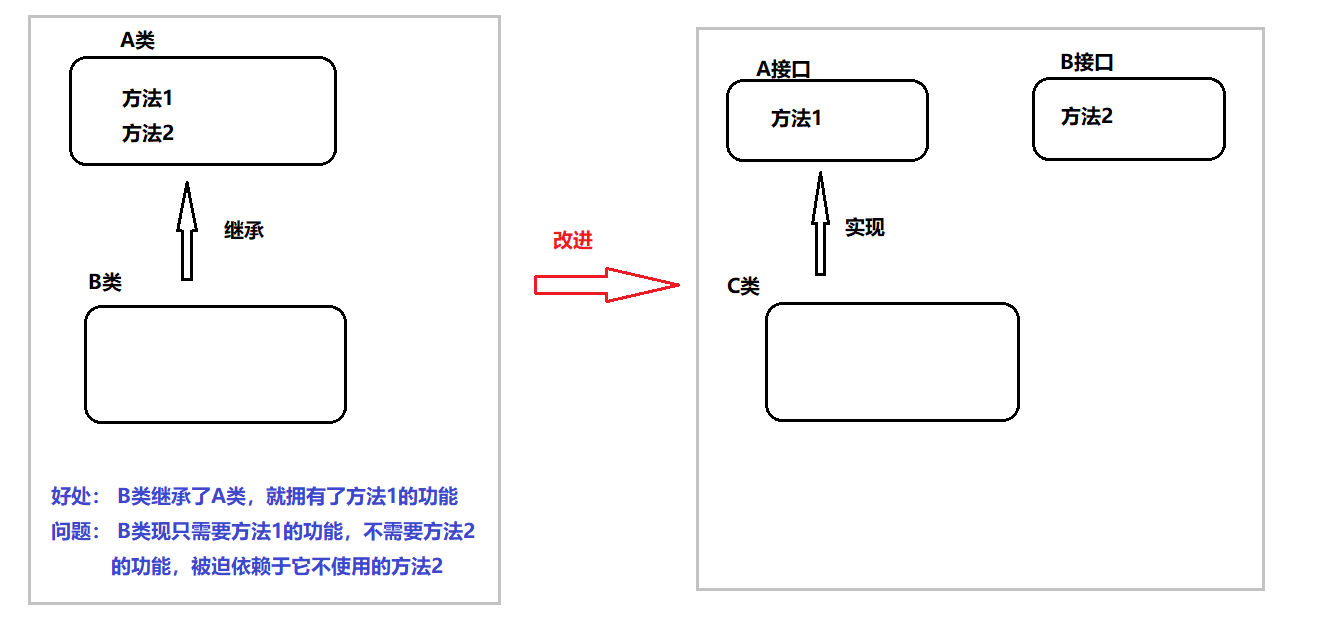 A类
方法1
方法2
继承
B类
好处： B类继承了A类，就拥有了方法1的功能
问题： B类现只需要方法1的功能，不需要方法2
的功能，被迫依赖于它不使用的方法2
改进
A接口
方法1
B接口
方法2
实现
C类